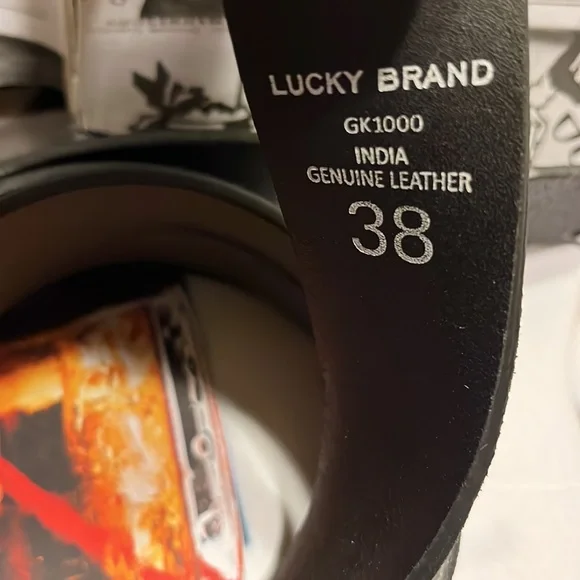 LUCKY BRAND
GK1000
INDIA
GENUINE LEATHER
38